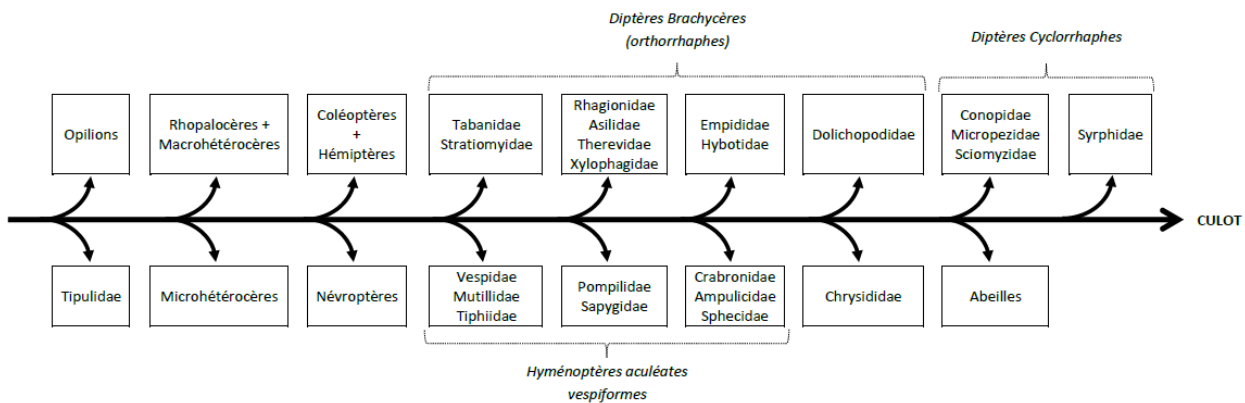 Diptères Brachycères
(orthorrhaphes)
Diptères Cyclorrhaphes
Opilions
Rhopalocères +
Macrohétérocères
Coléoptères
+
Hémiptères
Tabanidae
Stratiomyidae
Rhagionidae
Asilidae
Therevidae
Xylophagidae
Empididae
Hybotidae
Dolichopodidae
Conopidae
Micropezidae
Sciomyzidae
Syrphidae
CULOT
Tipulidae
Microhétérocères
Névroptères
Vespidae
Mutillidae
Tiphiidae
Pompilidae
Sapygidae
Crabronidae
Ampulicidae
Sphecidae
Chrysididae
Abeilles
Hyménoptères aculéates
vespiformes